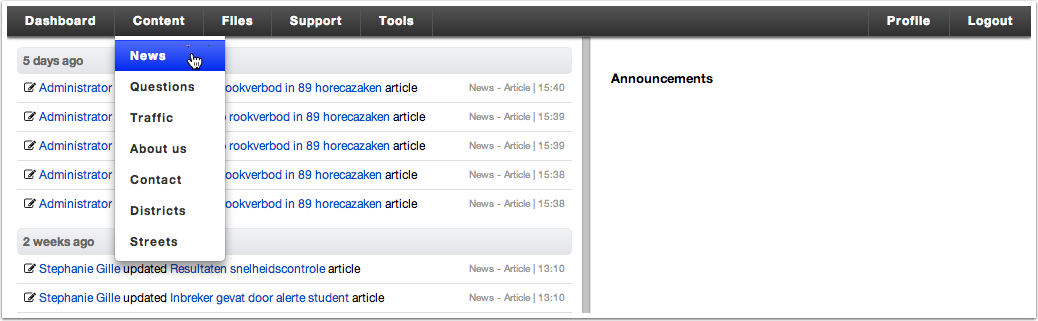 Dashboard Content Files Support Tools Profile Logout
News
Questions
Traffic
About us
Contact
Districts
Streets
5 days ago
Administrator rookverbod in 89 horecazaken article News - Article | 15:40
Administrator rookverbod in 89 horecazaken article News - Article | 15:39
Administrator rookverbod in 89 horecazaken article News - Article | 15:39
Administrator rookverbod in 89 horecazaken article News - Article | 15:38
Administrator rookverbod in 89 horecazaken article News - Article | 15:38
2 weeks ago
Stephanie Gille updated Resultaten snelheidscontrole article News - Article | 13:10
Stephanie Gille updated Inbreker gevat door alerte student article News - Article | 13:10
Announcements